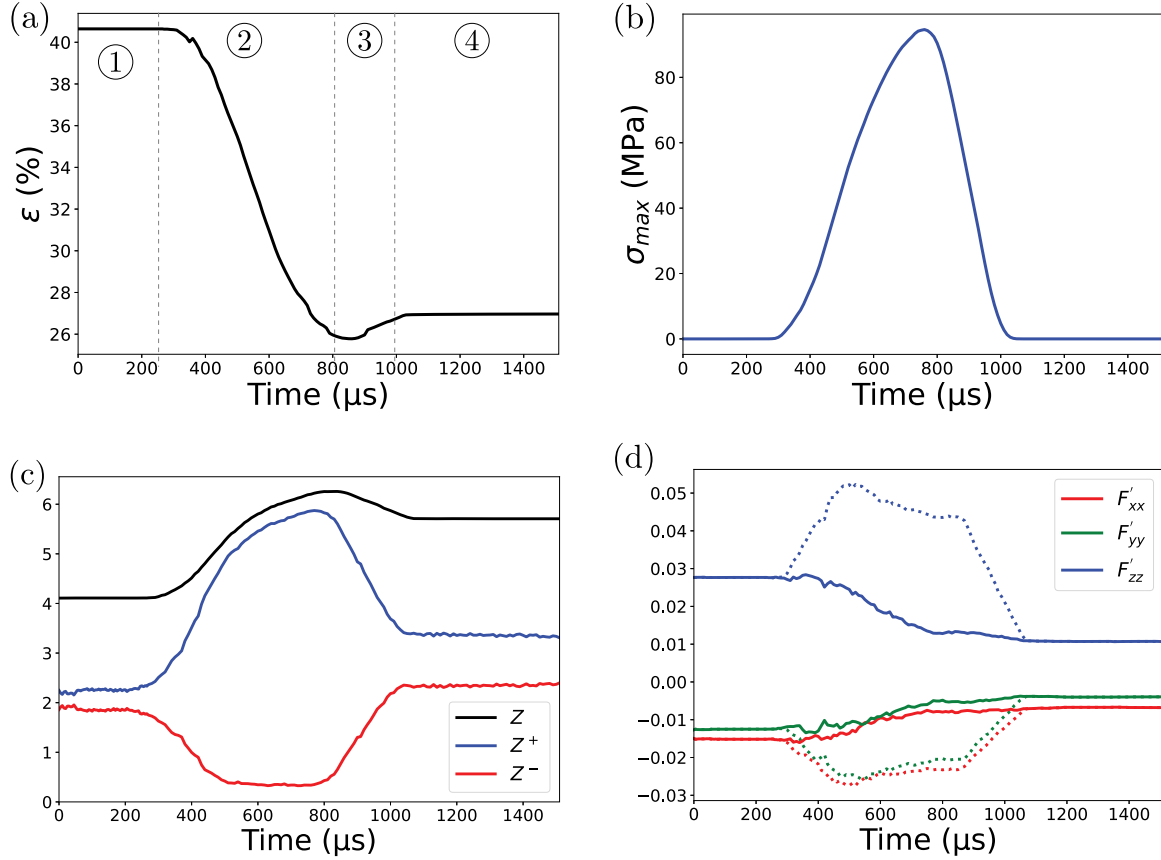 (a)
40
38
36
34
32
30
28
26
ε (%)
① ② ③ ④
0 200 400 600 800 1000 1200 1400
Time (μs)
(b)
80
60
40
20
0
σmax (MPa)
0 200 400 600 800 1000 1200 1400
Time (μs)
(c)
6
5
4
3
2
1
0
Z
Z+
Z−
0 200 400 600 800 1000 1200 1400
Time (μs)
(d)
0.05
0.04
0.03
0.02
0.01
0.00
−0.01
−0.02
−0.03
F′xx
F′yy
F′zz
0 200 400 600 800 1000 1200 1400
Time (μs)